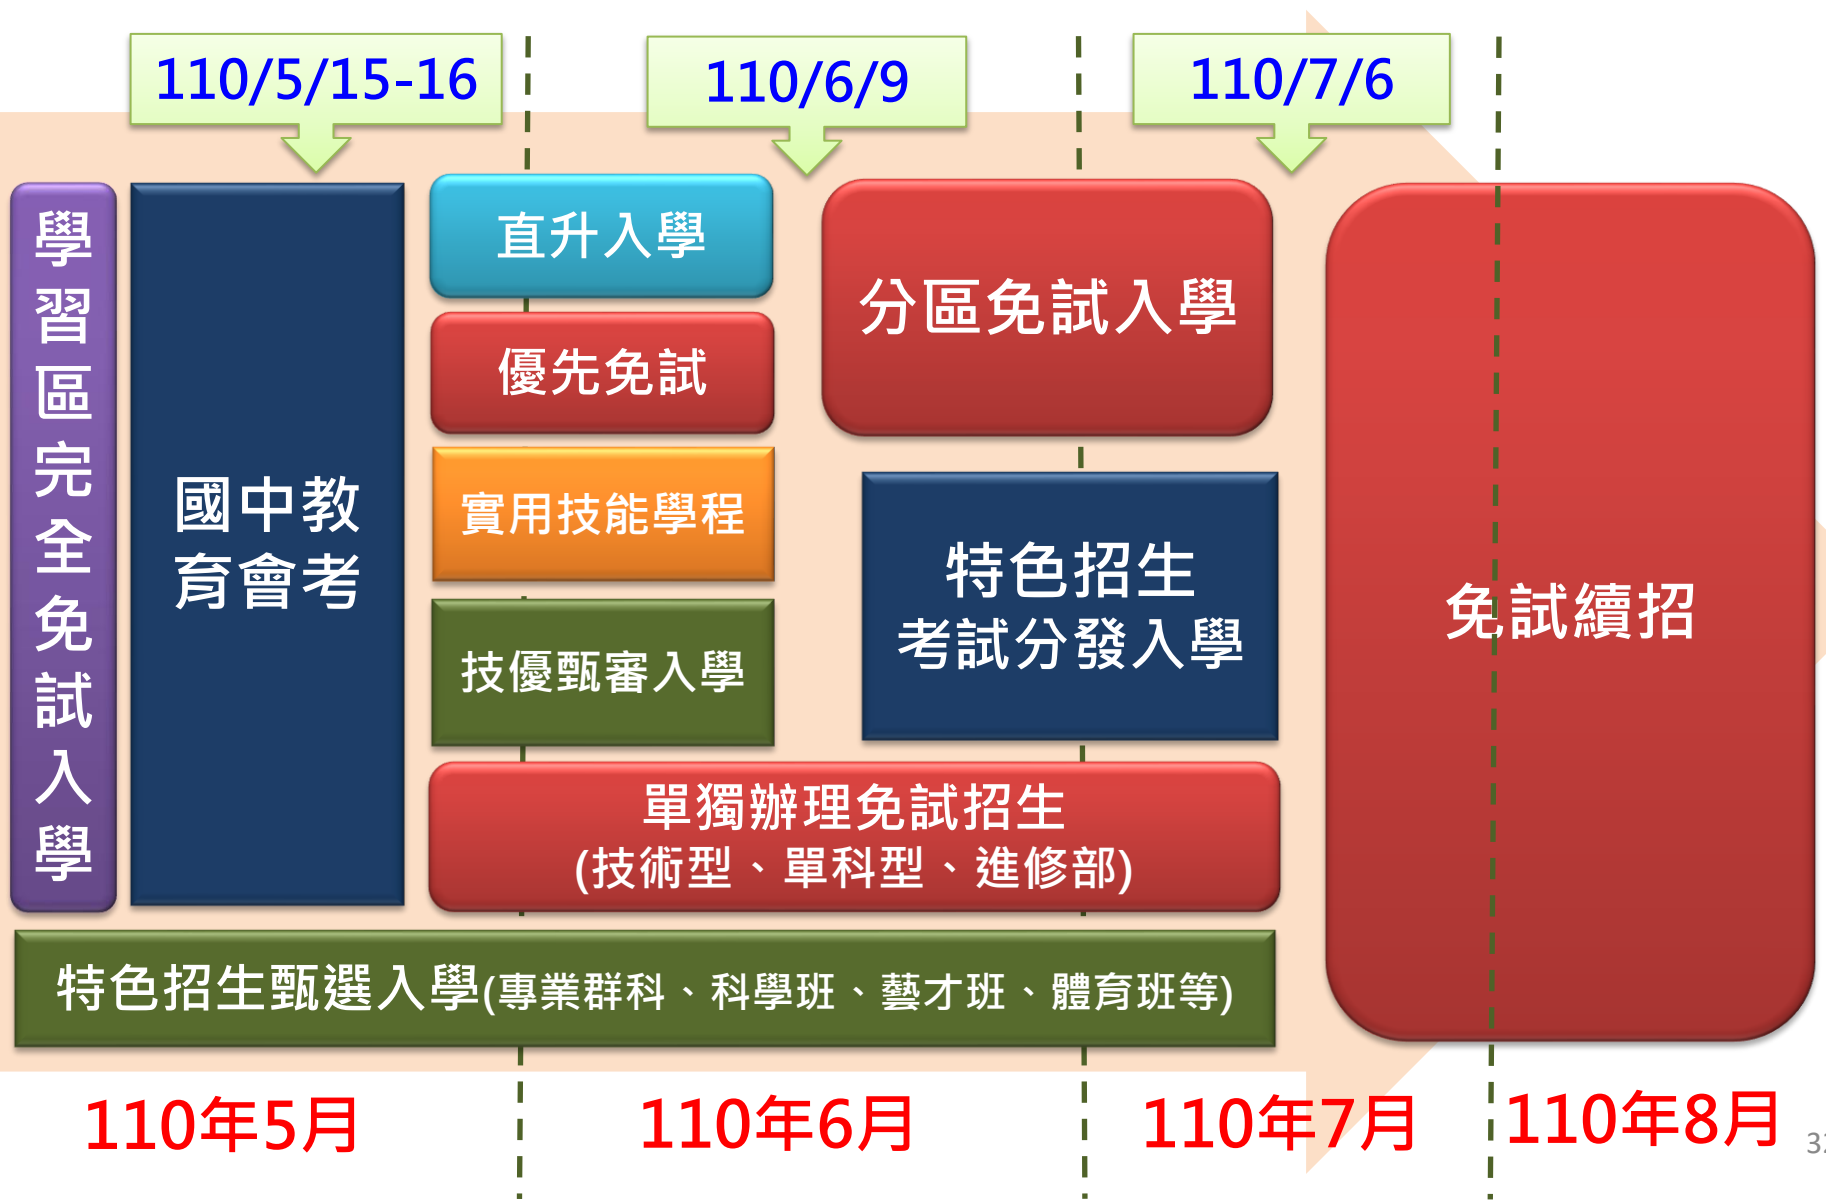 110/5/15-16
110/6/9
110/7/6
學習區完全免試入學
國中教
育會考
直升入學
優先免試
實用技能學程
技優甄審入學
分區免試入學
特色招生
考試分發入學
單獨辦理免試招生
(技術型、單科型、進修部)
特色招生甄選入學(專業群科、科學班、藝才班、體育班等)
免試續招
110年5月
110年6月
110年7月
110年8月